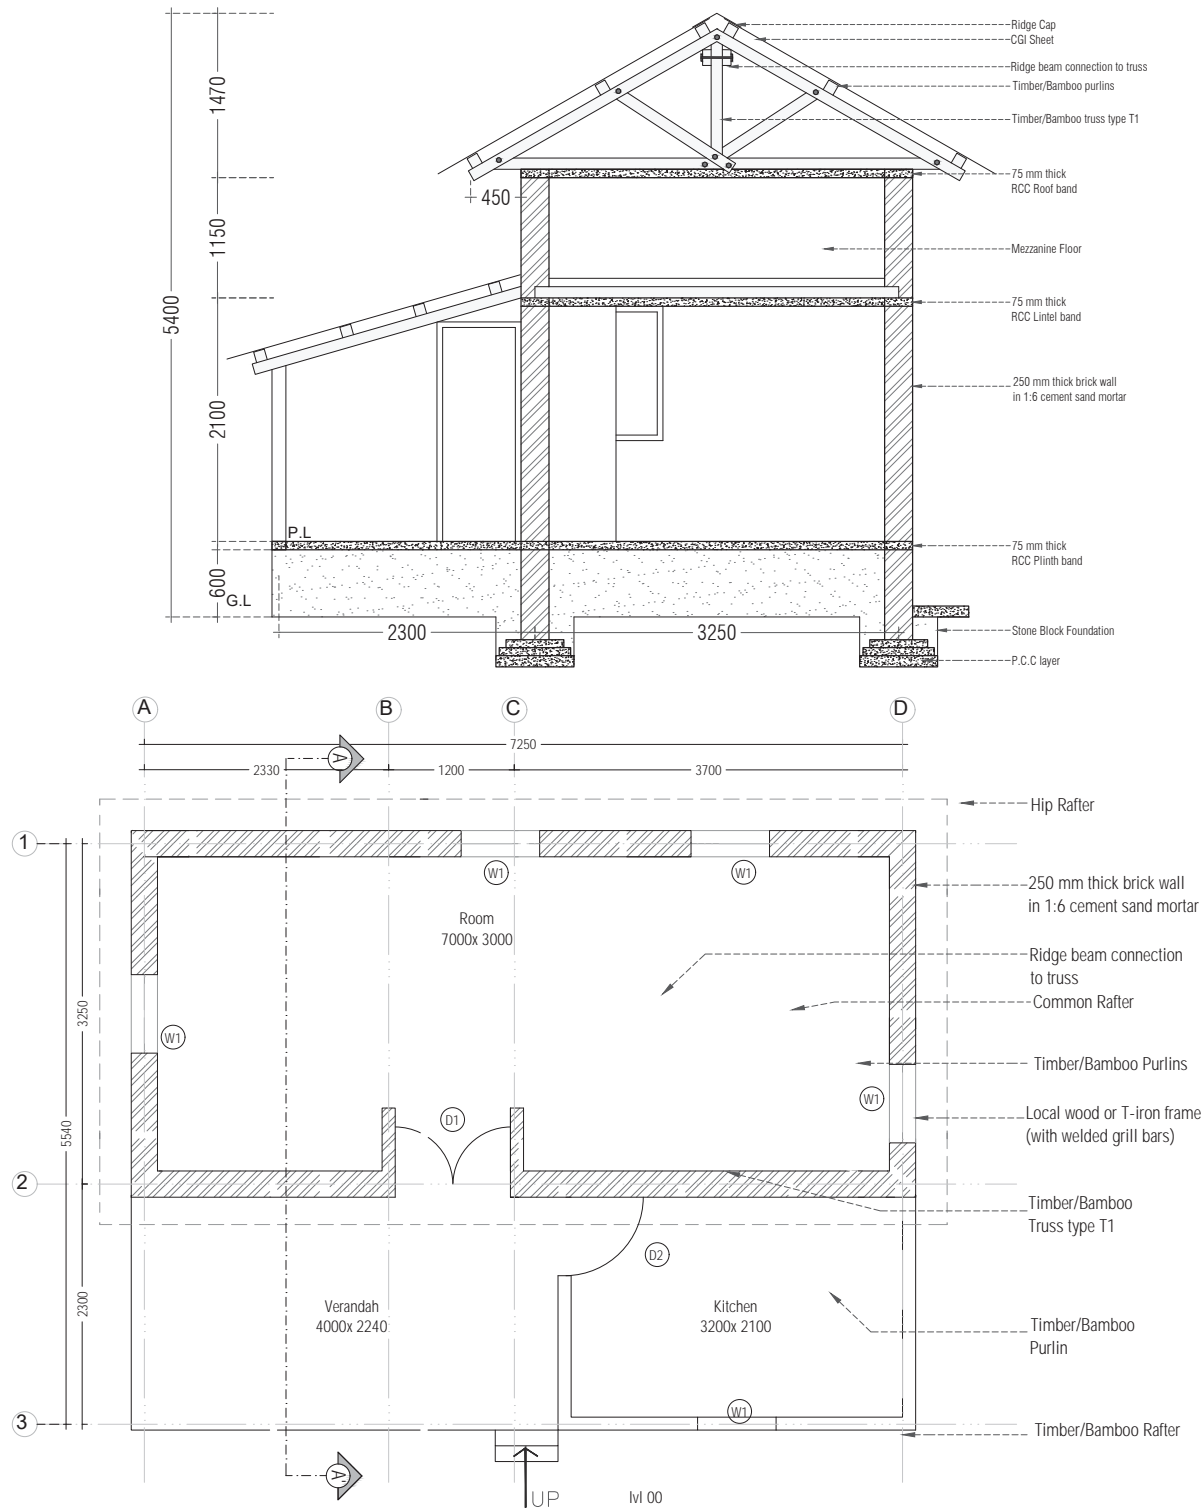 Ridge Cap
CGI Sheet
Ridge beam connection to truss
Timber/Bamboo purlins
Timber/Bamboo truss type T1
75 mm thick
RCC Roof band
Mezzanine Floor
75 mm thick
RCC Lintel band
250 mm thick brick wall
in 1:6 cement sand mortar
75 mm thick
RCC Plinth band
Stone Block Foundation
P.C.C layer
1470
450
1150
5400
2100
P.L
600
G.L
2300
3250
A
B
C
D
7250
A
2330
1200
3700
Hip Rafter
1
W1
W1
250 mm thick brick wall
in 1:6 cement sand mortar
Room
7000x 3000
Ridge beam connection
to truss
Common Rafter
3250
W1
Timber/Bamboo Purlins
W1
D1
Local wood or T-iron frame
(with welded grill bars)
5540
2
Timber/Bamboo
Truss type T1
D2
2300
Verandah
4000x 2240
Kitchen
3200x 2100
Timber/Bamboo
Purlin
W1
3
Timber/Bamboo Rafter
A'
UP
lvl 00